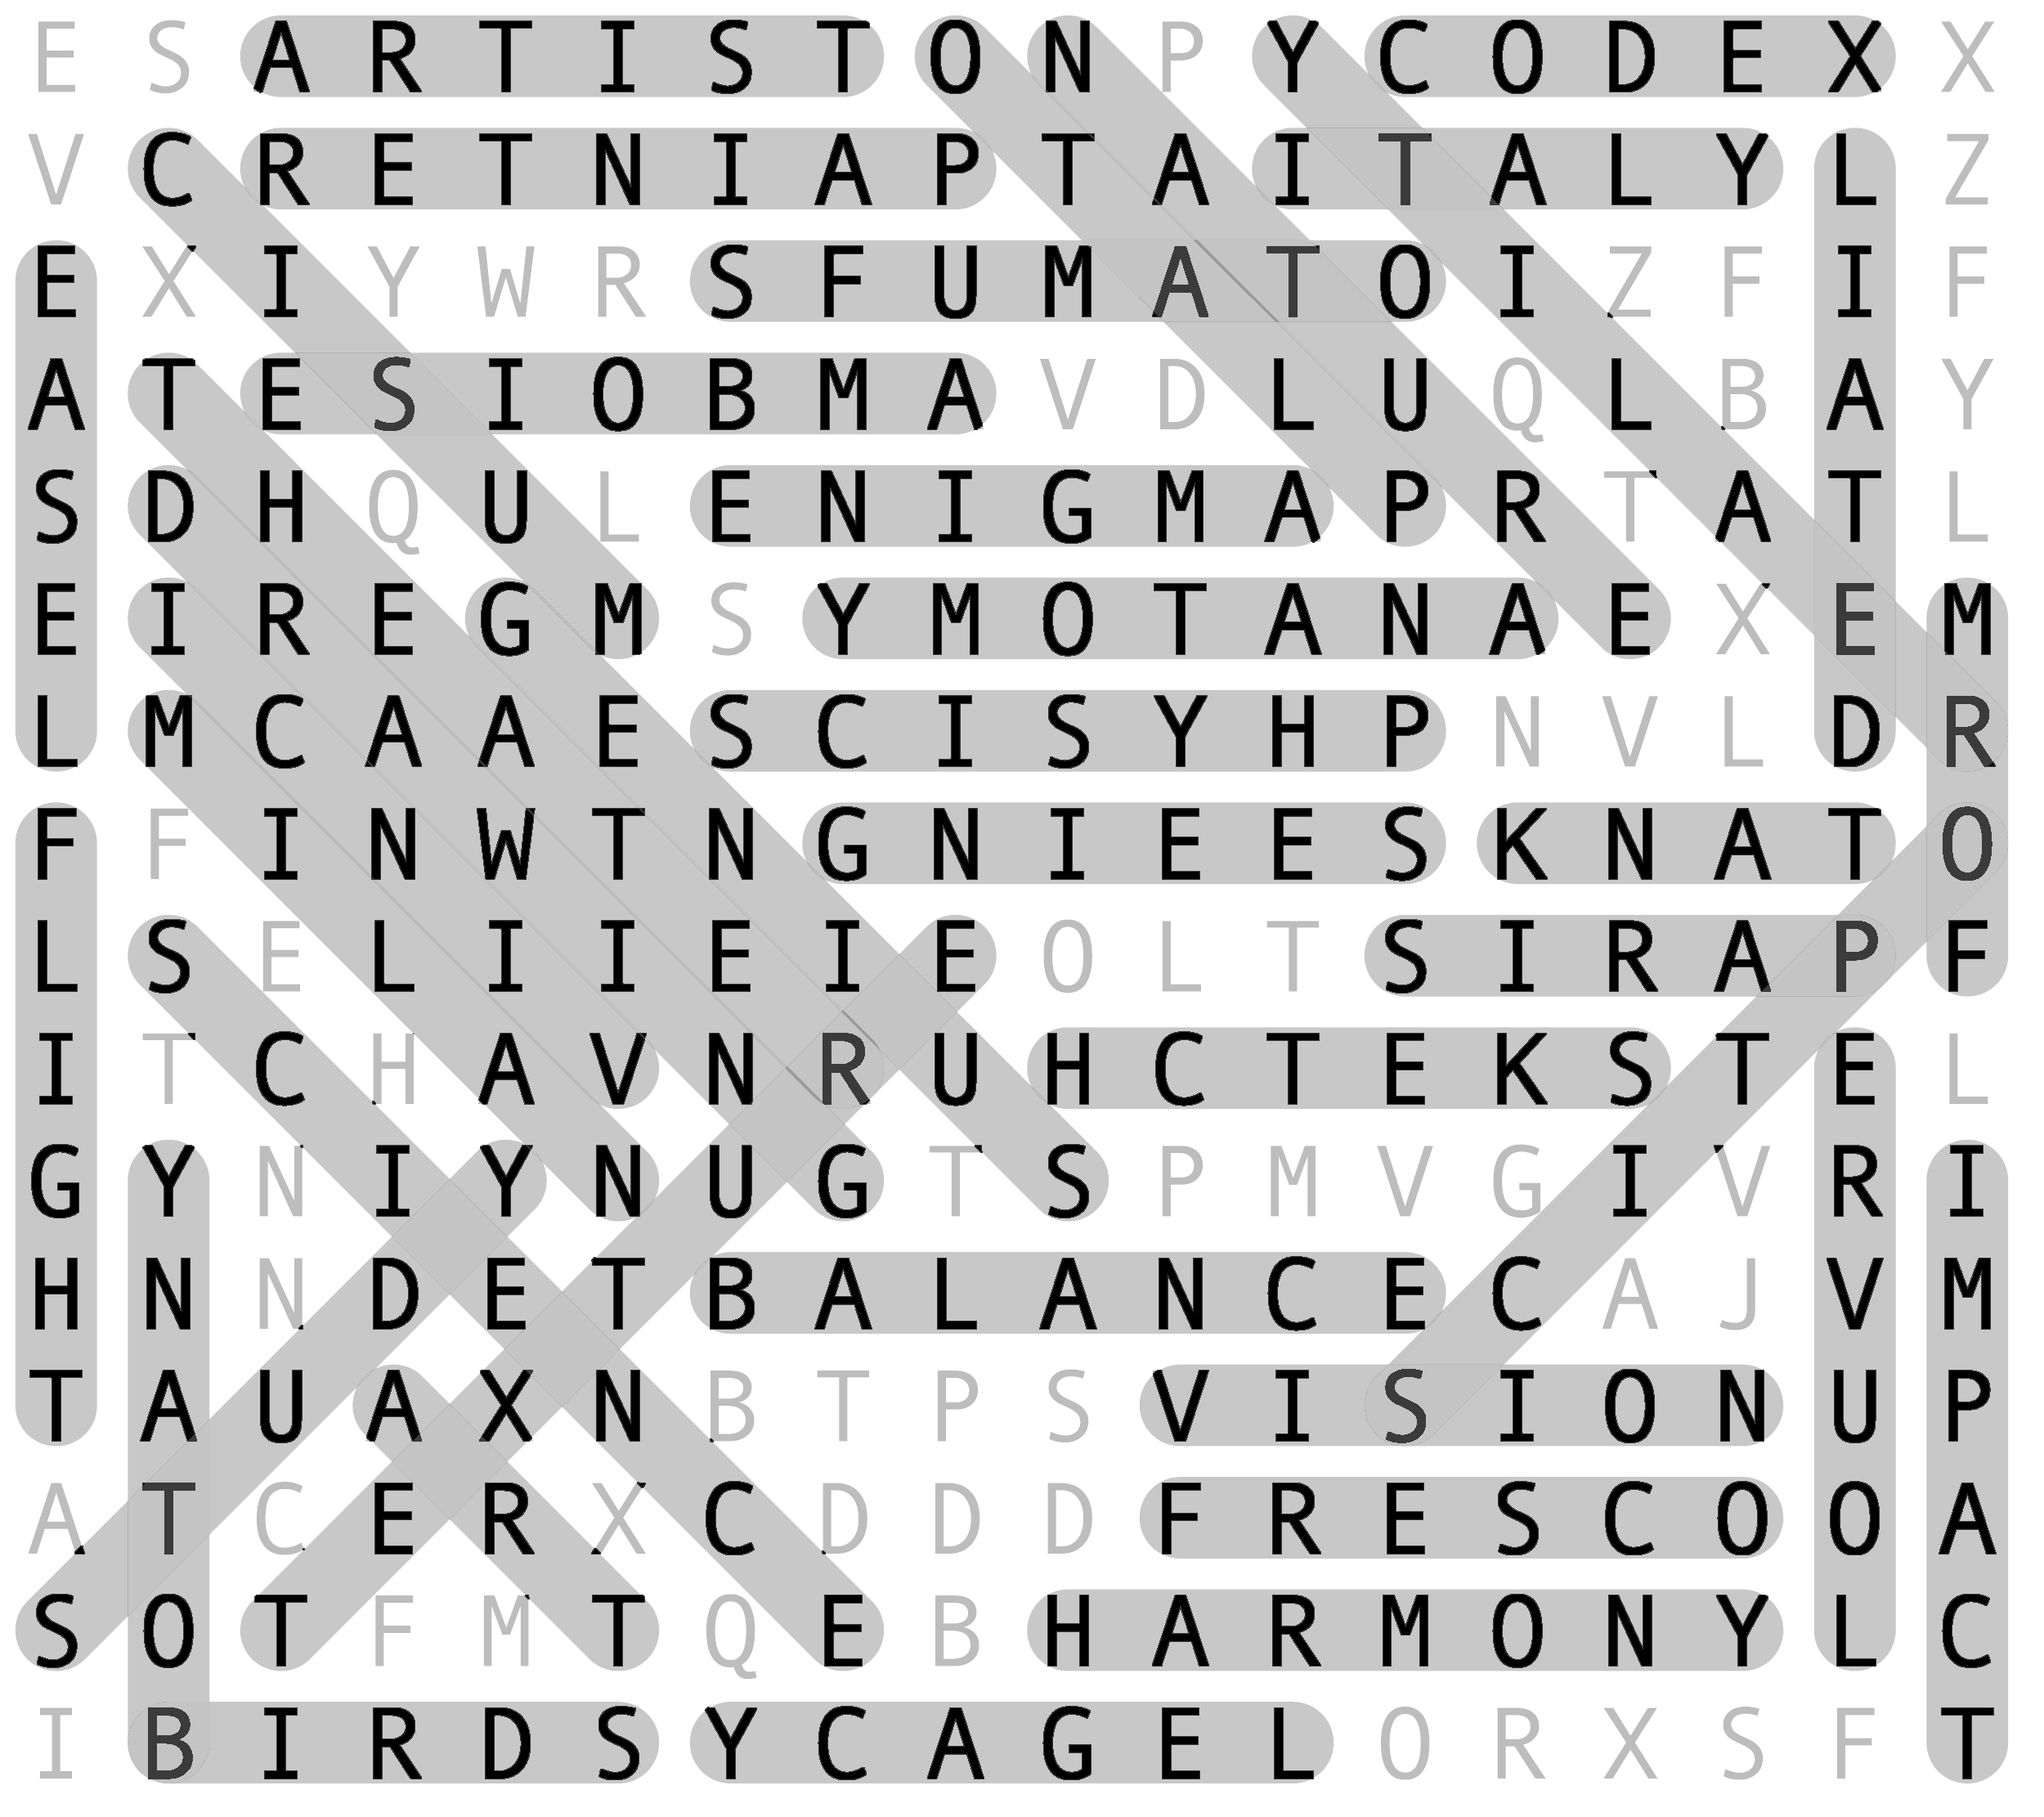 E S A R T I S T O N P Y C O D E X X
V C R E T N I A P T A I T A L Y L Z
E X I Y W R S F U M A T O I Z F I F
A T E S I O B M A V D L U Q L B A Y
S D H Q U L E N I G M A P R T A T L
E I R E G M S Y M O T A N A E X E M
L M C A A E S C I S Y H P N V L D R
F F I N W T N G N I E E S K N A T O
L S E L I I E I E O L T S I R A P F
I T C H A V N R U H C T E K S T E L
G Y N I Y N U G T S P M V G I V R I
H N N D E T B A L A N C E C A J V M
T A U A X N B T P S V I S I O N U P
A T C E R X C D D D F R E S C O O A
S O T F M T Q E B H A R M O N Y L C
I B I R D S Y C A G E L O R X S F T